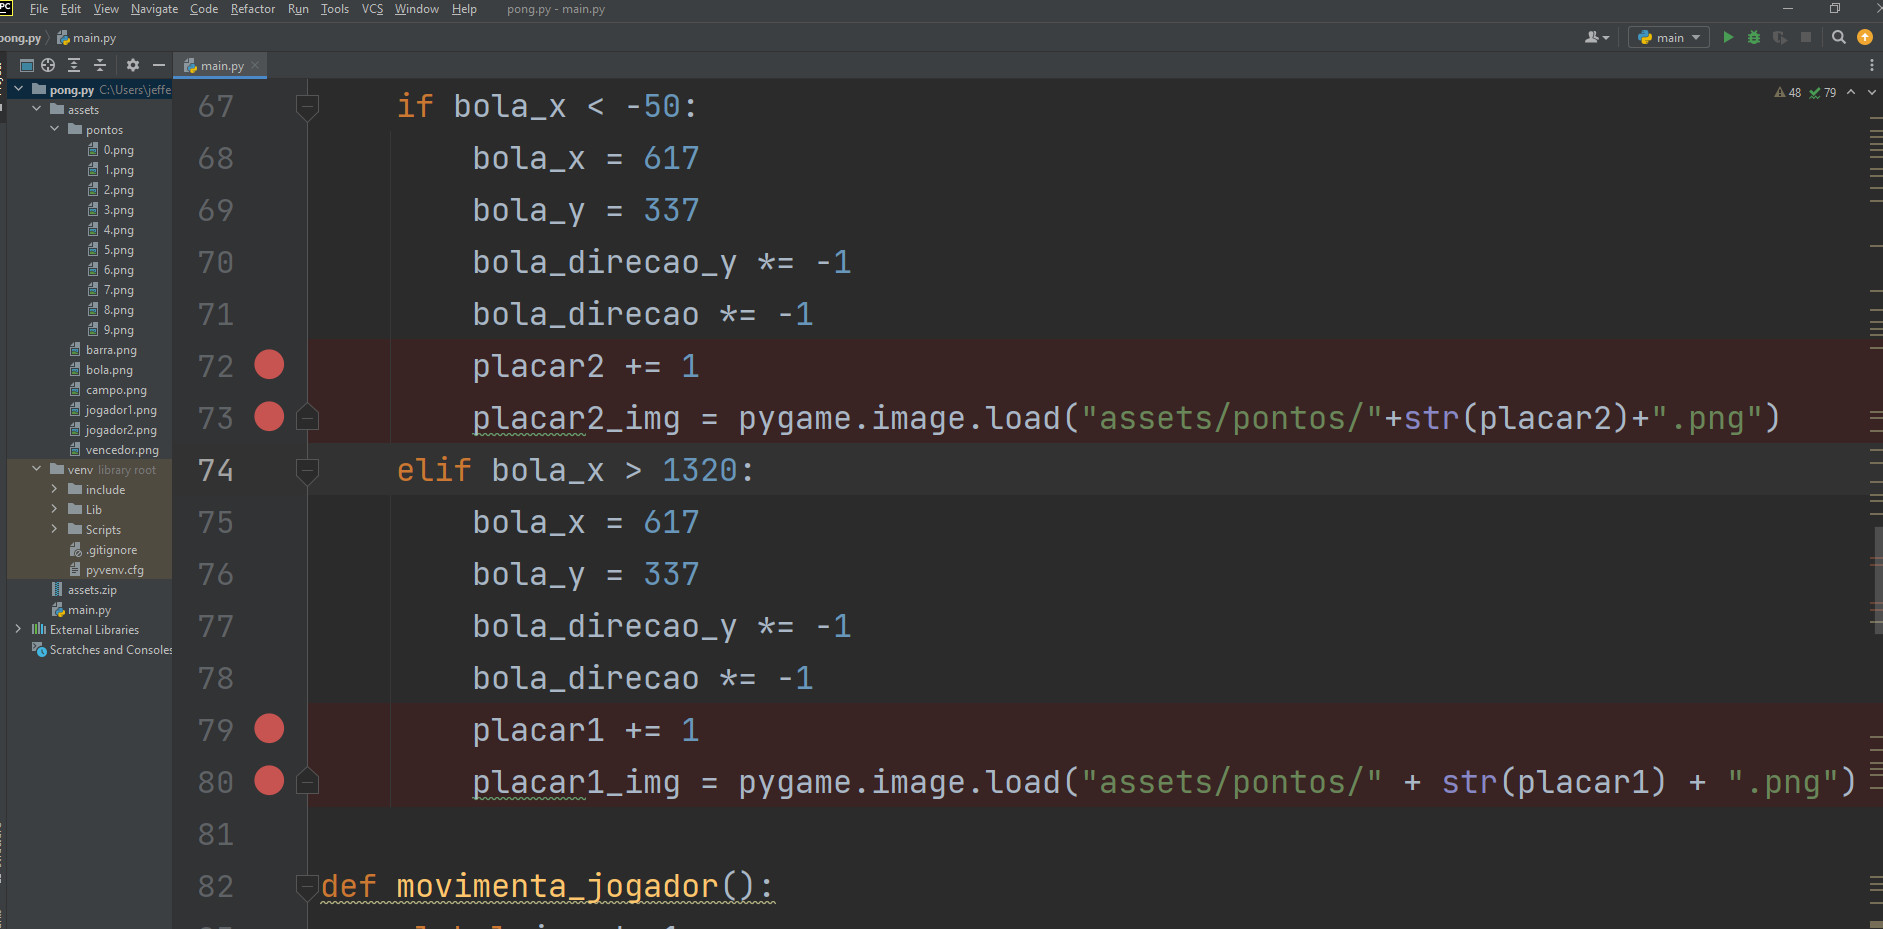 PC File Edit View Navigate Code Refactor Run Tools VCS Window Help pong.py - main.py
pong.py main.py main
main.py
pong.py C:\Users\jeffe
assets
pontos
0.png
1.png
2.png
3.png
4.png
5.png
6.png
7.png
8.png
9.png
barra.png
bola.png
campo.png
jogador1.png
jogador2.png
vencedor.png
venv library root
include
Lib
Scripts
.gitignore
pyvenv.cfg
assets.zip
main.py
External Libraries
Scratches and Consoles
48 79
67 if bola_x < -50:
68 bola_x = 617
69 bola_y = 337
70 bola_direcao_y *= -1
71 bola_direcao *= -1
72 placar2 += 1
73 placar2_img = pygame.image.load("assets/pontos/"+str(placar2)+".png")
74 elif bola_x > 1320:
75 bola_x = 617
76 bola_y = 337
77 bola_direcao_y *= -1
78 bola_direcao *= -1
79 placar1 += 1
80 placar1_img = pygame.image.load("assets/pontos/" + str(placar1) + ".png")
81
82 def movimenta_jogador():